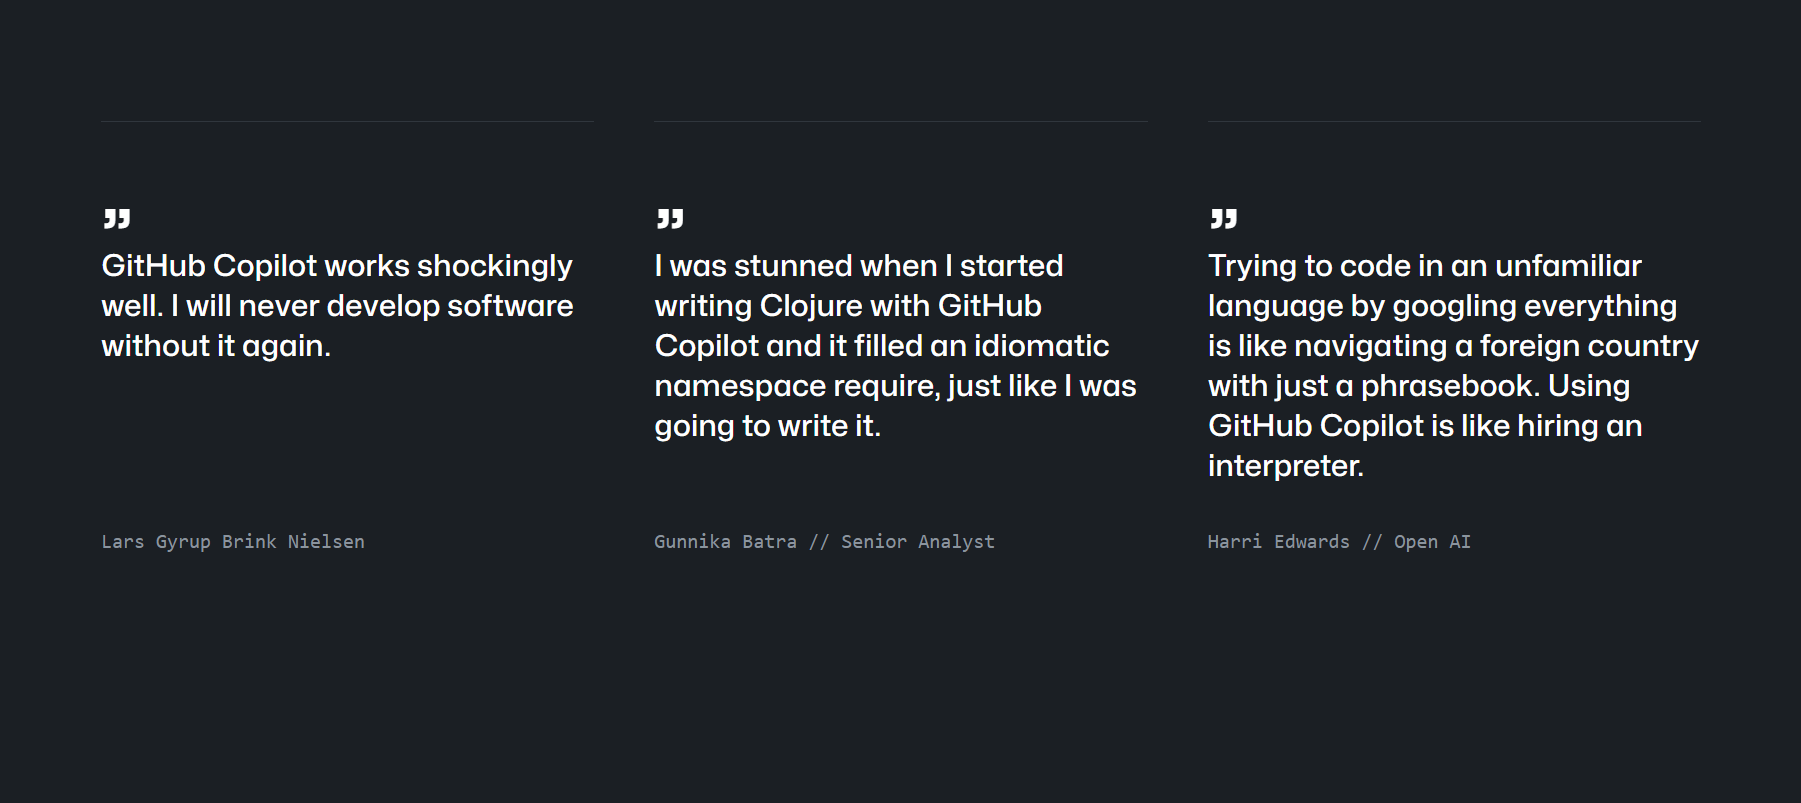 ”
GitHub Copilot works shockingly
well. I will never develop software
without it again.
Lars Gyrup Brink Nielsen
”
I was stunned when I started
writing Clojure with GitHub
Copilot and it filled an idiomatic
namespace require, just like I was
going to write it.
Gunnika Batra // Senior Analyst
”
Trying to code in an unfamiliar
language by googling everything
is like navigating a foreign country
with just a phrasebook. Using
GitHub Copilot is like hiring an
interpreter.
Harri Edwards // Open AI